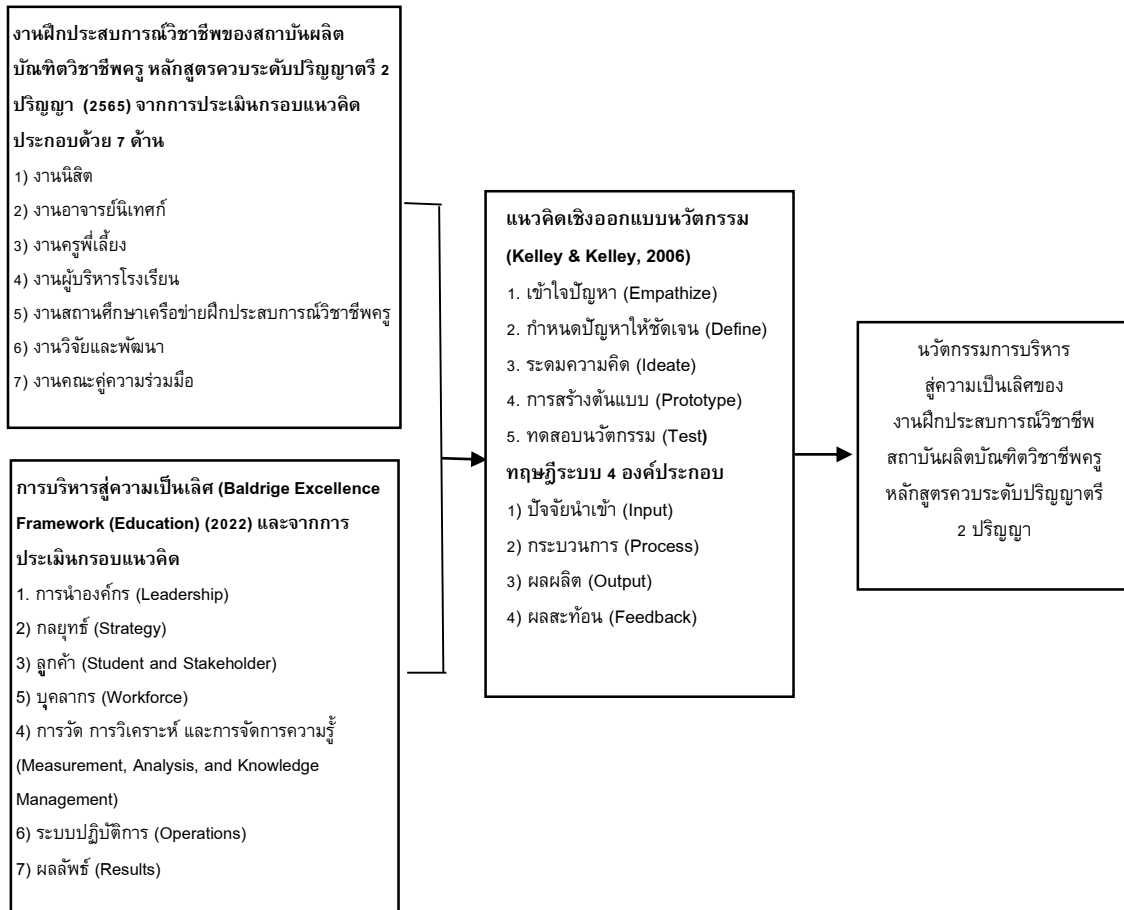 งานฝึกประสบการณ์วิชาชีพของสถาบันผลิต
บัณฑิตวิชาชีพครู หลักสูตรควบระดับปริญญาตรี 2
ปริญญา (2565) จากการประเมินกรอบแนวคิด
ประกอบด้วย 7 ด้าน
1) งานนิสิต
2) งานอาจารย์นิเทศก์
3) งานครูพี่เลี้ยง
4) งานผู้บริหารโรงเรียน
5) งานสถานศึกษาเครือข่ายฝึกประสบการณ์วิชาชีพครู
6) งานวิจัยและพัฒนา
7) งานคณะคู่ความร่วมมือ
การบริหารสู่ความเป็นเลิศ (Baldrige Excellence
Framework (Education) (2022) และจากการ
ประเมินกรอบแนวคิด
1. การนำองค์กร (Leadership)
2) กลยุทธ์ (Strategy)
3) ลูกค้า (Student and Stakeholder)
5) บุคลากร (Workforce)
4) การวัด การวิเคราะห์ และการจัดการความรู้
(Measurement, Analysis, and Knowledge
Management)
6) ระบบปฏิบัติการ (Operations)
7) ผลลัพธ์ (Results)
แนวคิดเชิงออกแบบนวัตกรรม
(Kelley & Kelley, 2006)
1. เข้าใจปัญหา (Empathize)
2. กำหนดปัญหาให้ชัดเจน (Define)
3. ระดมความคิด (Ideate)
4. การสร้างต้นแบบ (Prototype)
5. ทดสอบนวัตกรรม (Test)
ทฤษฎีระบบ 4 องค์ประกอบ
1) ปัจจัยนำเข้า (Input)
2) กระบวนการ (Process)
3) ผลผลิต (Output)
4) ผลสะท้อน (Feedback)
นวัตกรรมการบริหาร
สู่ความเป็นเลิศของ
งานฝึกประสบการณ์วิชาชีพ
สถาบันผลิตบัณฑิตวิชาชีพครู
หลักสูตรควบระดับปริญญาตรี
2 ปริญญา